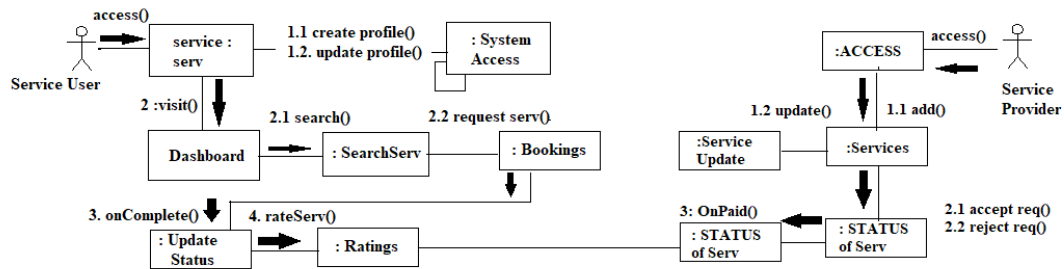 access()
service :
serv
Service User
1.1 create profile()
1.2. update profile()
: System
Access
:ACCESS
access()
Service
Provider
2 :visit()
2.1 search()
2.2 request serv().
1.2 update()
1.1 add()
Dashboard
: SearchServ
: Bookings
:Service
Update
:Services
3. onComplete()
4. rateServ()
3: OnPaid()
2.1 accept req()
2.2 reject req()
: Update
Status
: Ratings
: STATUS
of Serv
: STATUS
of Serv